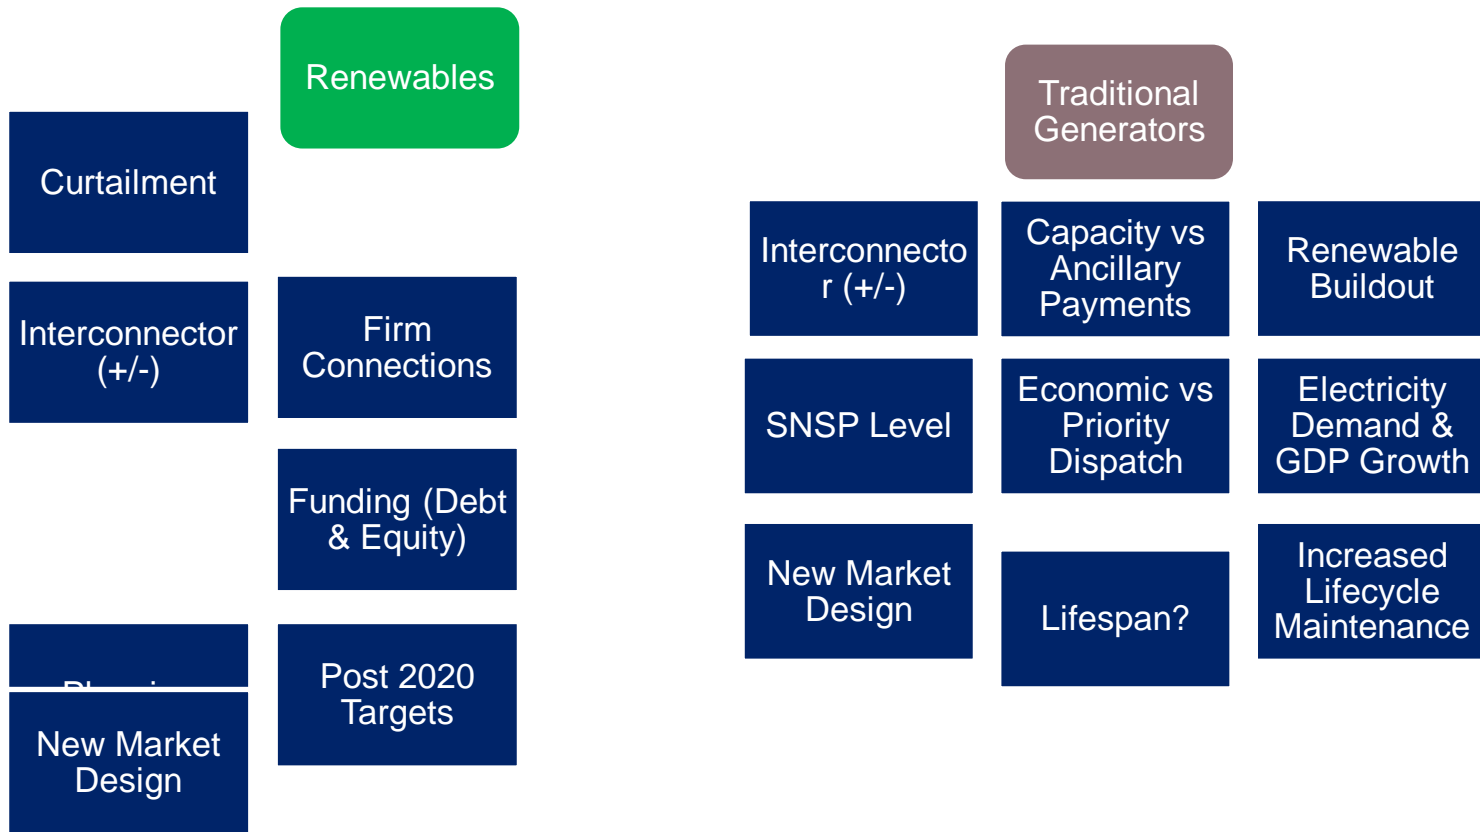 Renewables
Curtailment
Interconnector
(+/-)
Firm
Connections
Funding (Debt
& Equity)
New Market
Design
Post 2020
Targets
Traditional
Generators
Interconnecto
r (+/-)
Capacity vs
Ancillary
Payments
Renewable
Buildout
SNSP Level
Economic vs
Priority
Dispatch
Electricity
Demand &
GDP Growth
New Market
Design
Lifespan?
Increased
Lifecycle
Maintenance